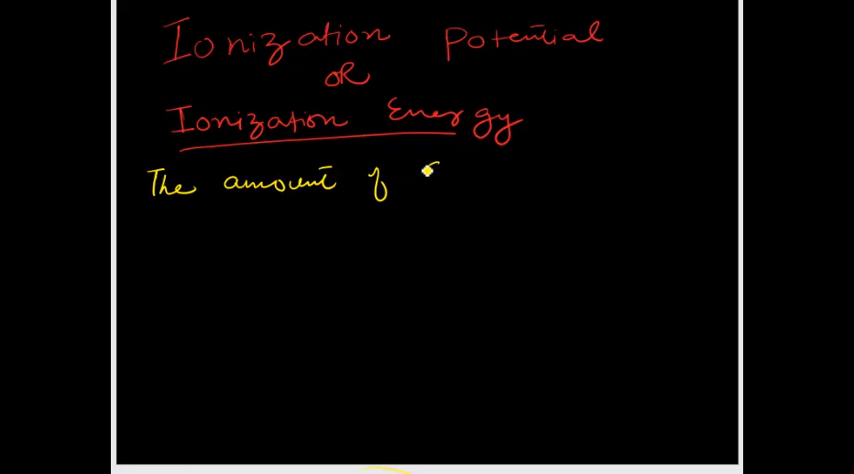 Ionization Potential
OR
Ionization Energy
The amount of